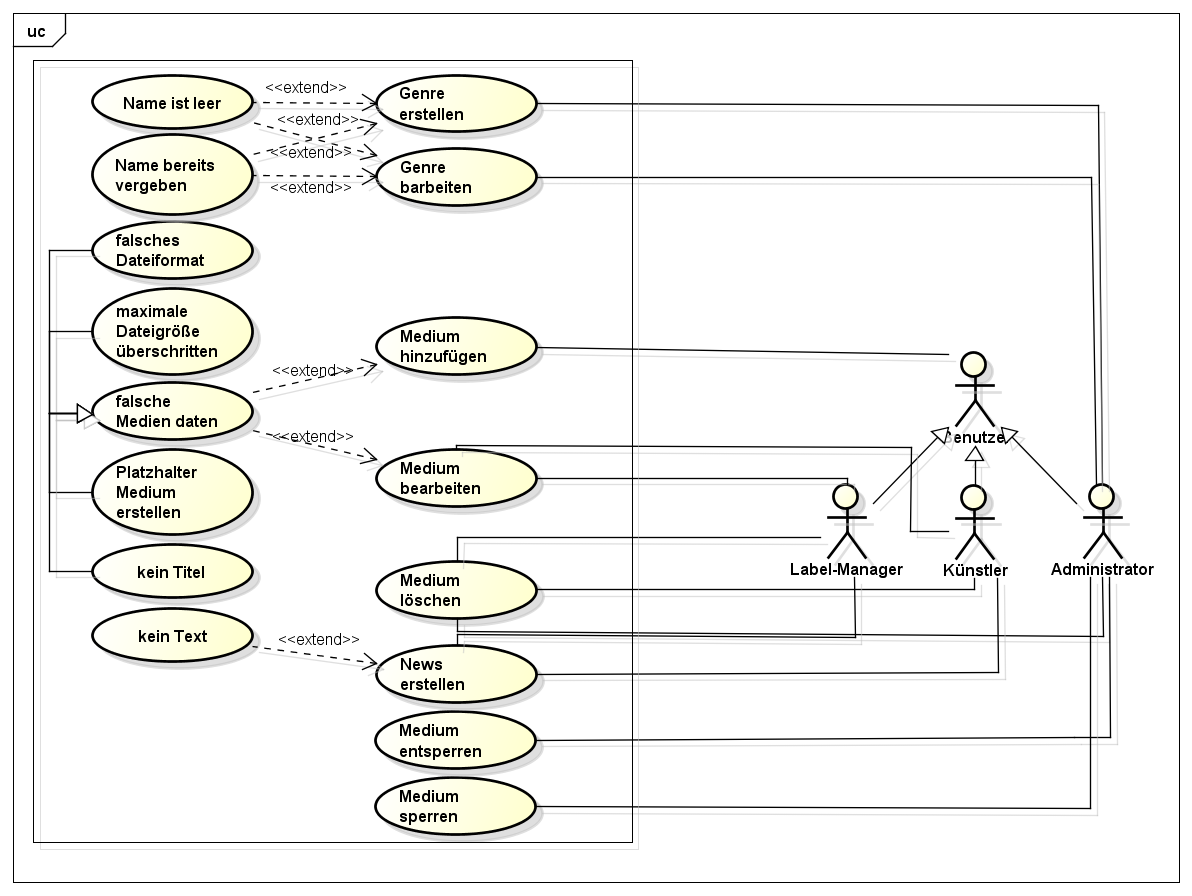 uc
Name ist leer
<<extend>>
Genre
erstellen
<<extend>>
<<extend>>
Name bereits
vergeben
<<extend>>
Genre
barbeiten
falsches
Dateiformat
maximale
Dateigröße
überschritten
Medium
hinzufügen
<<extend>>
falsche
Medien daten
<<extend>>
Benutzer
Medium
bearbeiten
Platzhalter
Medium
erstellen
kein Titel
Medium
löschen
Label-Manager
Künstler
Administrator
kein Text
<<extend>>
News
erstellen
Medium
entsperren
Medium
sperren